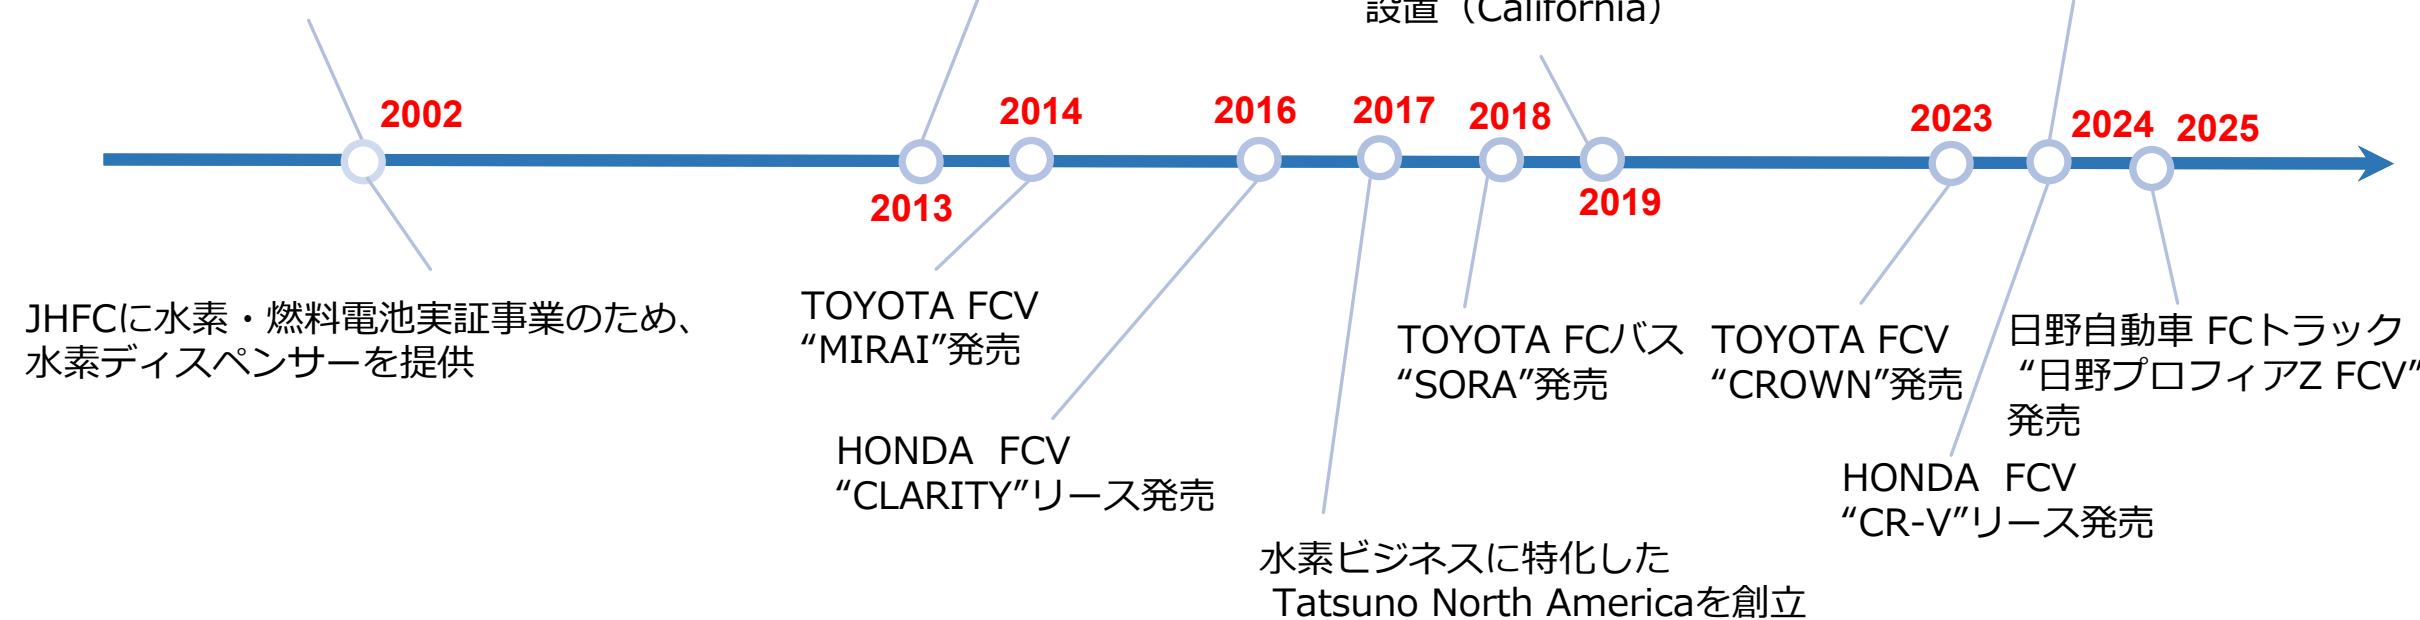 設置（California）
2002
2014
2016
2017
2018
2023
2024
2025
2013
2019
JHFCに水素・燃料電池実証事業のため、
水素ディスペンサーを提供
TOYOTA FCV
“MIRAI”発売
HONDA FCV
“CLARITY”リース発売
水素ビジネスに特化した
Tatsuno North Americaを創立
TOYOTA FCバス
“SORA”発売
TOYOTA FCV
“CROWN”発売
HONDA FCV
“CR-V”リース発売
日野自動車 FCトラック
“日野プロフィアZ FCV”
発売